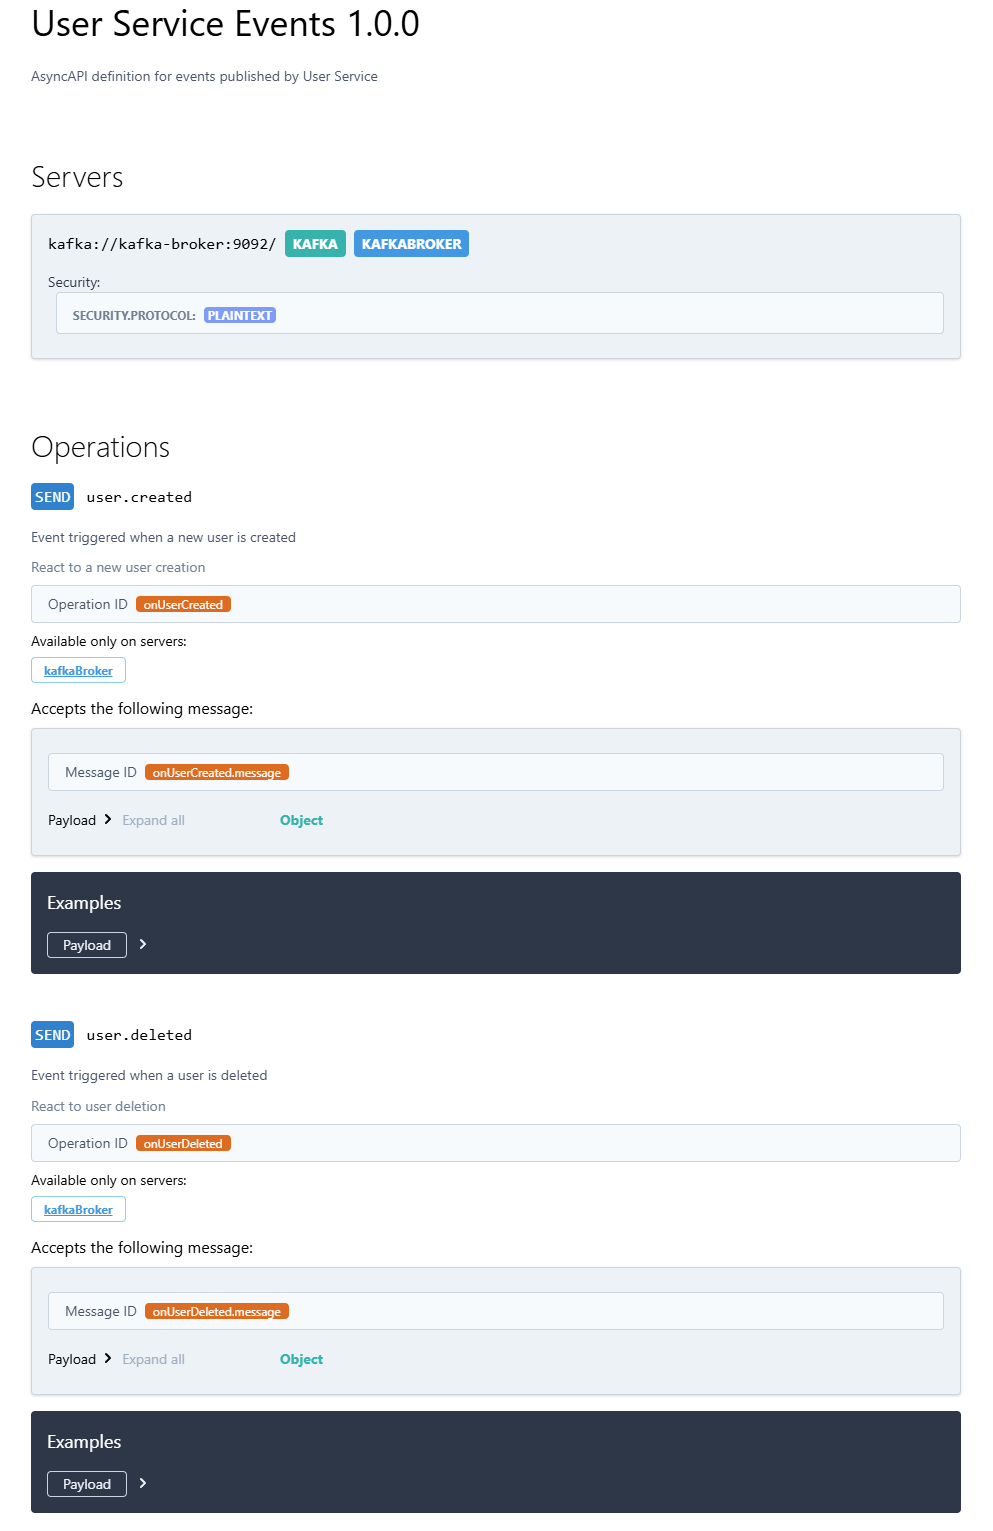 User Service Events 1.0.0
AsyncAPI definition for events published by User Service
Servers
kafka://kafka-broker:9092/ KAFKA KAFKABROKER
Security:
SECURITY.PROTOCOL: PLAINTEXT
Operations
SEND user.created
Event triggered when a new user is created
React to a new user creation
Operation ID onUserCreated
Available only on servers:
kafkaBroker
Accepts the following message:
Message ID onUserCreated.message
Payload Expand all Object
Examples
Payload
SEND user.deleted
Event triggered when a user is deleted
React to user deletion
Operation ID onUserDeleted
Available only on servers:
kafkaBroker
Accepts the following message:
Message ID onUserDeleted.message
Payload Expand all Object
Examples
Payload